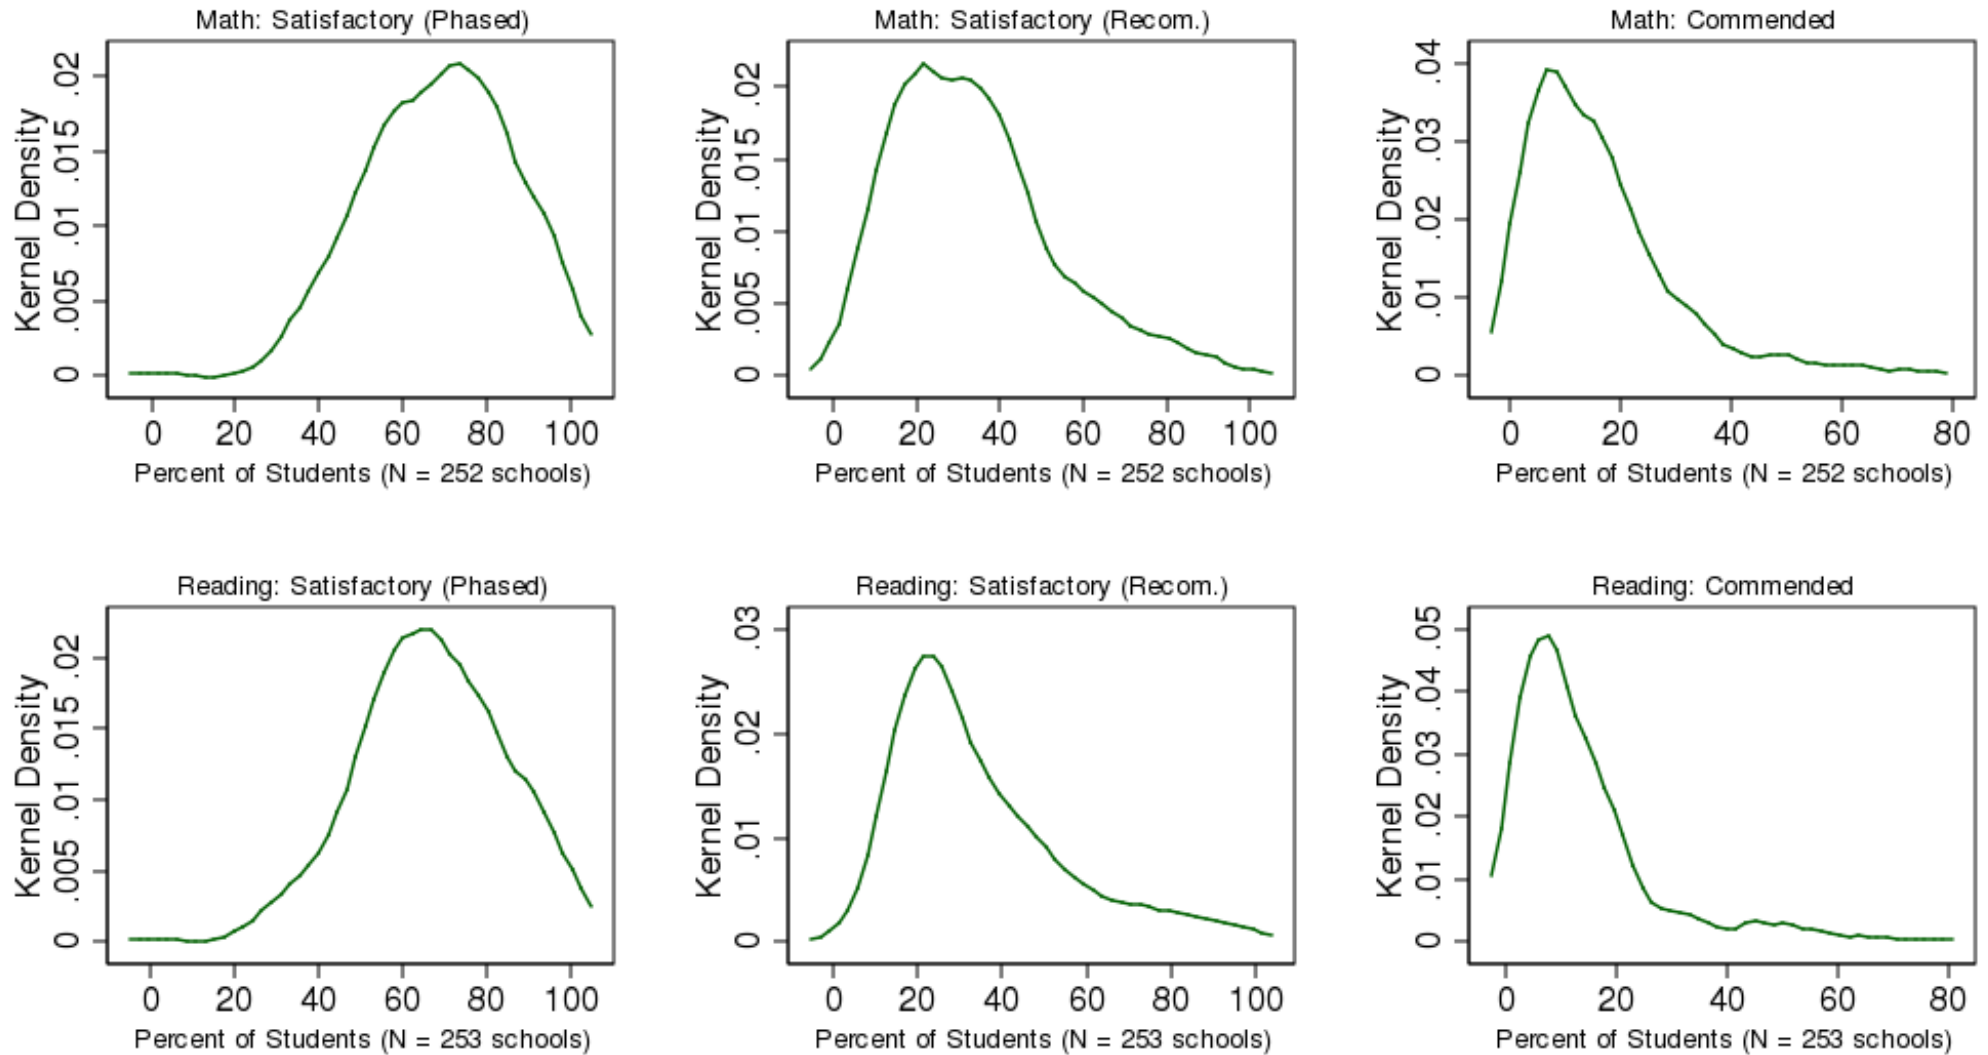 Math: Satisfactory (Phased)
Kernel Density
0 .005 .01 .015 .02
0 20 40 60 80 100
Percent of Students (N = 252 schools)
Math: Satisfactory (Recom.)
Kernel Density
0 .005 .01 .015 .02
0 20 40 60 80 100
Percent of Students (N = 252 schools)
Math: Commended
Kernel Density
0 .01 .02 .03 .04
0 20 40 60 80
Percent of Students (N = 252 schools)
Reading: Satisfactory (Phased)
Kernel Density
0 .005 .01 .015 .02
0 20 40 60 80 100
Percent of Students (N = 253 schools)
Reading: Satisfactory (Recom.)
Kernel Density
0 .01 .02 .03
0 20 40 60 80 100
Percent of Students (N = 253 schools)
Reading: Commended
Kernel Density
0 .01 .02 .03 .04 .05
0 20 40 60 80
Percent of Students (N = 253 schools)